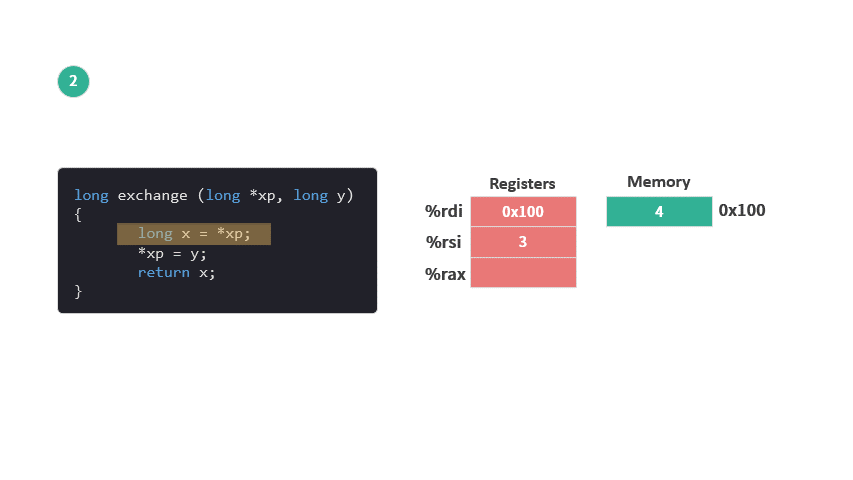 2
long exchange (long *xp, long y)
{
long x = *xp;
*xp = y;
return x;
}
Registers
%rdi 0x100
%rsi 3
%rax
Memory
4 0x100